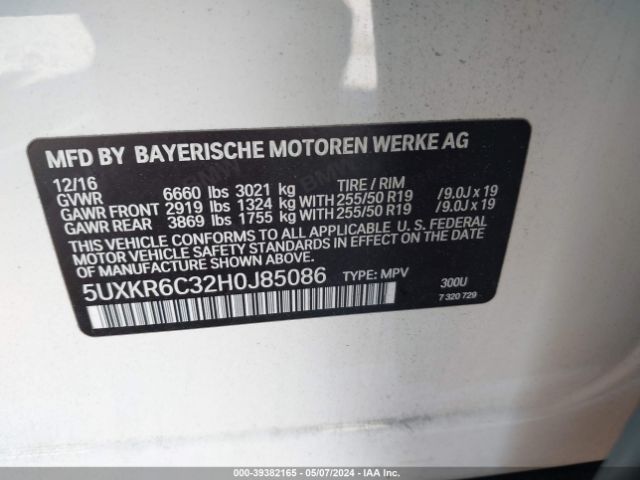 MFD BY BAYERISCHE MOTOREN WERKE AG
12/16 TIRE / RIM
GVWR 6660 lbs 3021 kg
GAWR FRONT 2919 lbs 1324 kg WITH 255/50 R19 /9.0J x 19
GAWR REAR 3869 lbs 1755 kg WITH 255/50 R19 /9.0J x 19
THIS VEHICLE CONFORMS TO ALL APPLICABLE U.S. FEDERAL
MOTOR VEHICLE SAFETY STANDARDS IN EFFECT ON THE DATE
OF MANUFACTURE SHOWN ABOVE.
5UXKR6C32H0J85086 TYPE: MPV 300U
7 320 729
000-39382165 - 05/07/2024 - IAAI.com